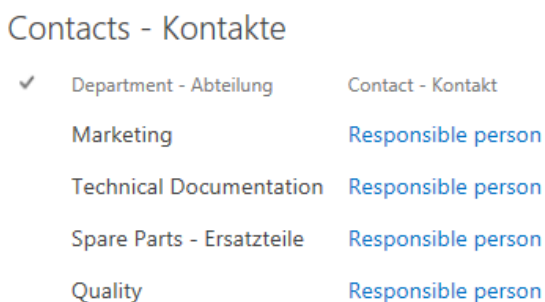 Contacts - Kontakte
Department - Abteilung Contact - Kontakt
Marketing Responsible person
Technical Documentation Responsible person
Spare Parts - Ersatzteile Responsible person
Quality Responsible person